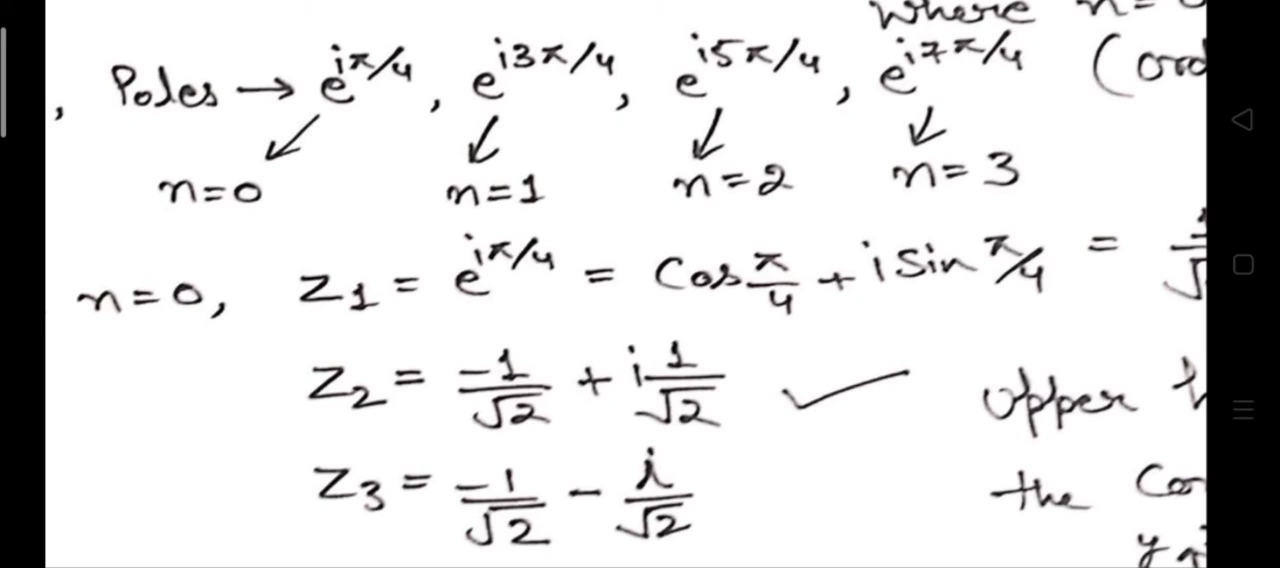 Where n=
, Poles → e^{iπ/4}, e^{i3π/4}, e^{i5π/4}, e^{i7π/4} (
n=0 n=1 n=2 n=3
n=0, Z₁ = e^{iπ/4} = Cos π/4 + i Sin π/4 =
Z₂ = -1/√2 + i 1/√2 ✓ Upper
Z₃ = -1/√2 - i/√2 the